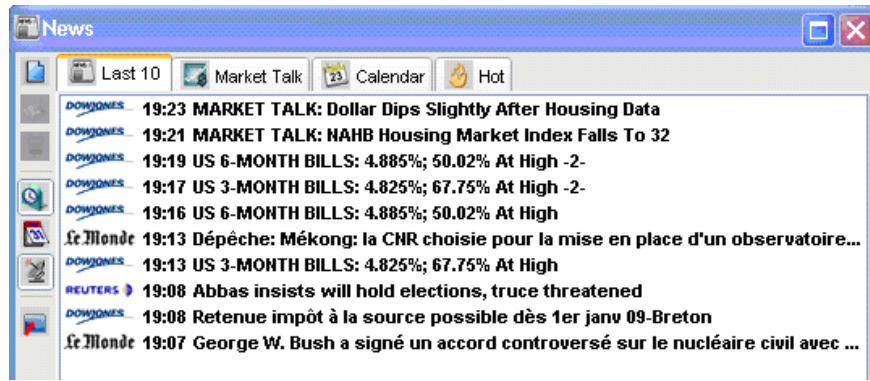 News
Last 10 Market Talk 23 Calendar Hot
DOWJONES 19:23 MARKET TALK: Dollar Dips Slightly After Housing Data
DOWJONES 19:21 MARKET TALK: NAHB Housing Market Index Falls To 32
DOWJONES 19:19 US 6-MONTH BILLS: 4.885%; 50.02% At High -2-
DOWJONES 19:17 US 3-MONTH BILLS: 4.825%; 67.75% At High -2-
DOWJONES 19:16 US 6-MONTH BILLS: 4.885%; 50.02% At High
Le Monde 19:13 Dépêche: Mékong: la CNR choisie pour la mise en place d'un observatoire...
DOWJONES 19:13 US 3-MONTH BILLS: 4.825%; 67.75% At High
REUTERS 19:08 Abbas insists will hold elections, truce threatened
DOWJONES 19:08 Retenue impôt à la source possible dès 1er janv 09-Breton
Le Monde 19:07 George W. Bush a signé un accord controversé sur le nucléaire civil avec ...